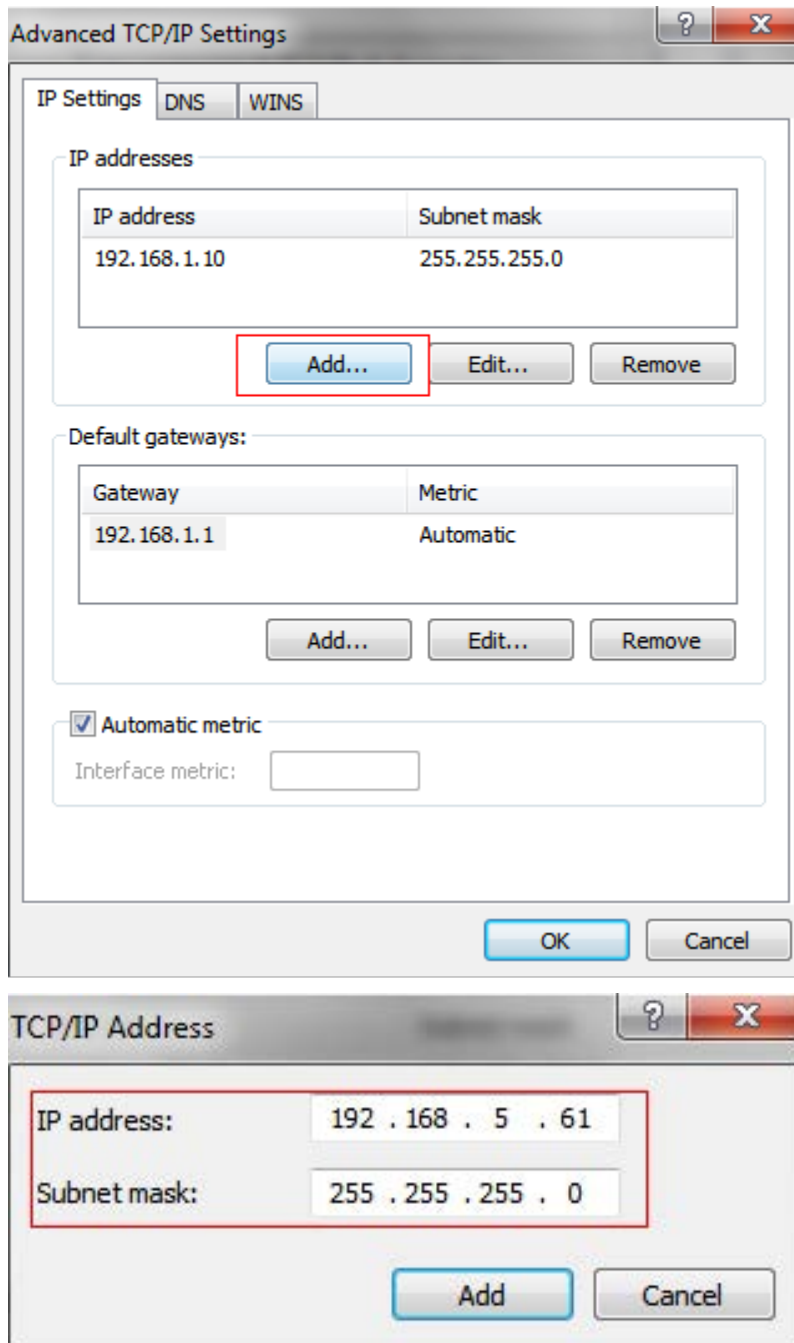 Advanced TCP/IP Settings
IP Settings DNS WINS
IP addresses
IP address Subnet mask
192.168.1.10 255.255.255.0
Add... Edit... Remove
Default gateways:
Gateway Metric
192.168.1.1 Automatic
Add... Edit... Remove
Automatic metric
Interface metric:
OK Cancel
TCP/IP Address
IP address: 192 . 168 . 5 . 61
Subnet mask: 255 . 255 . 255 . 0
Add Cancel